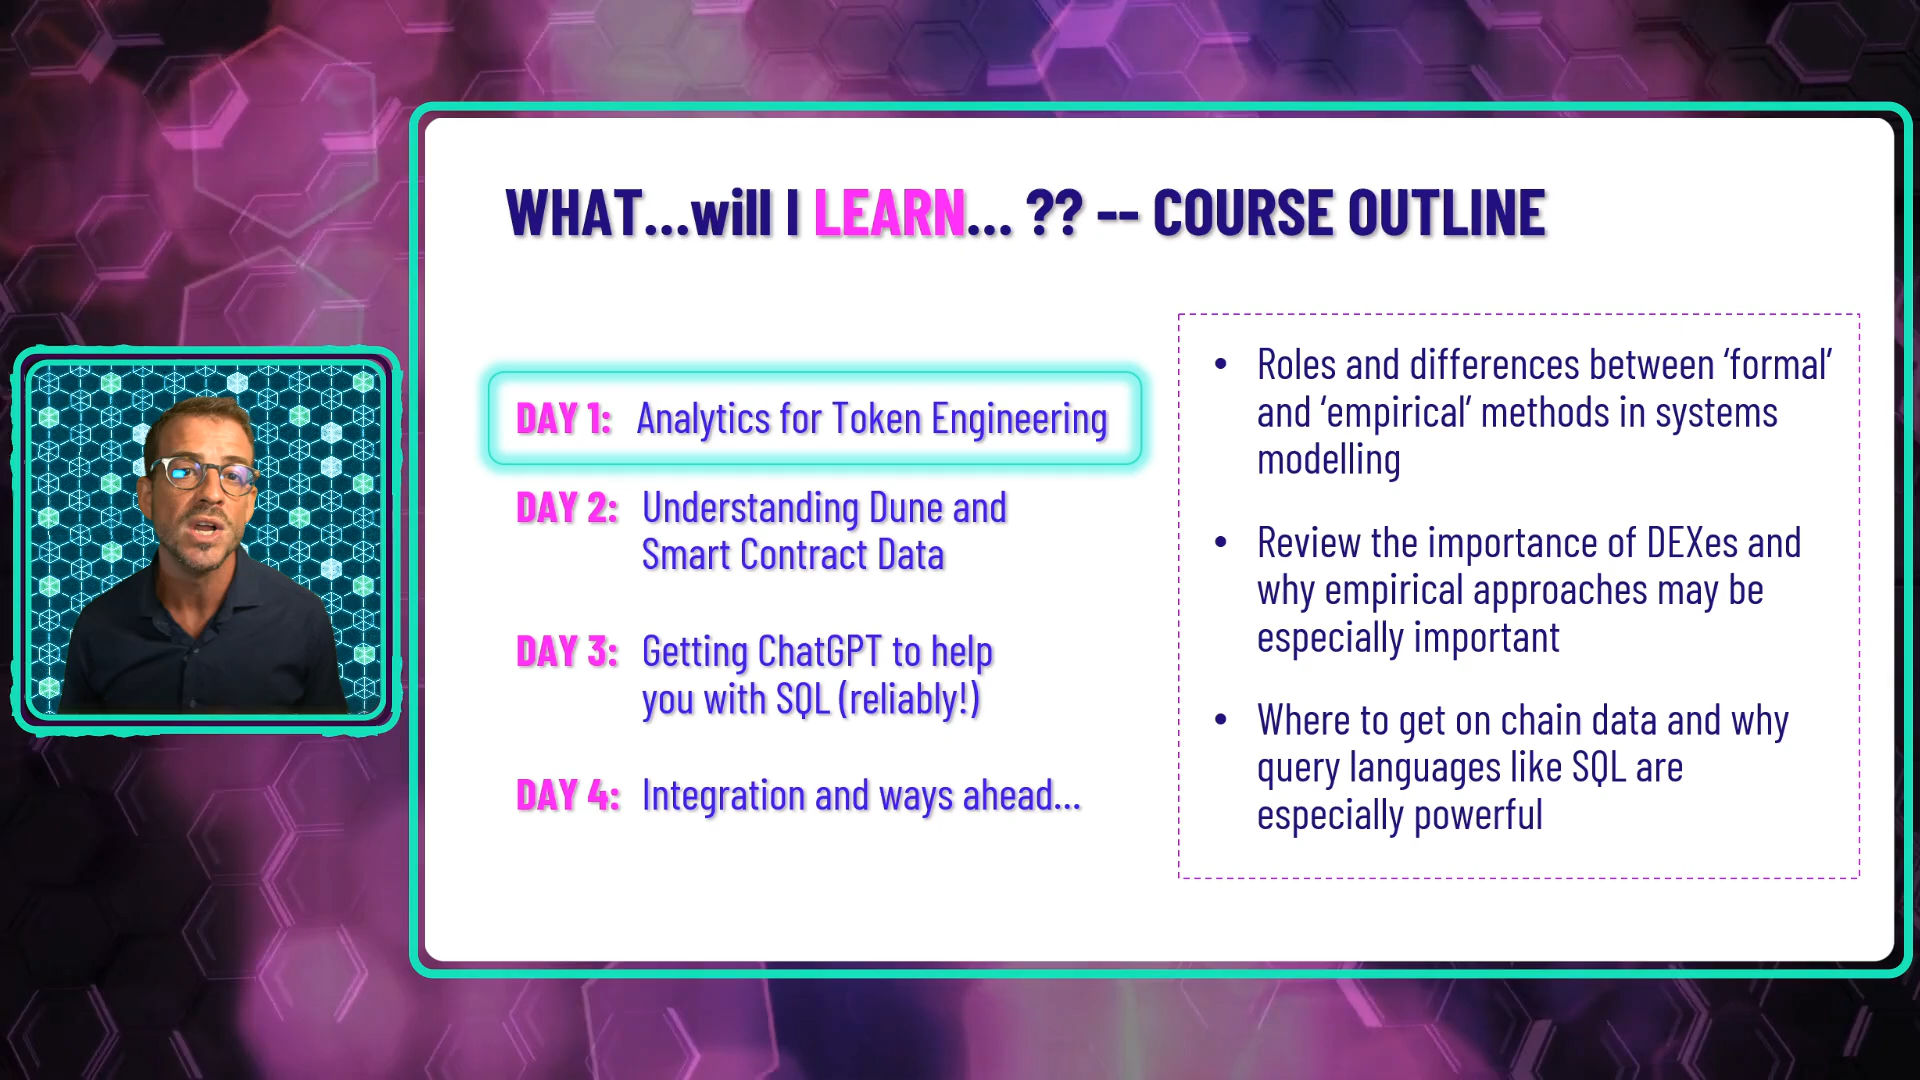 WHAT...will I LEARN... ?? -- COURSE OUTLINE
DAY 1: Analytics for Token Engineering
DAY 2: Understanding Dune and
Smart Contract Data
DAY 3: Getting ChatGPT to help
you with SQL (reliably!)
DAY 4: Integration and ways ahead...
• Roles and differences between ‘formal’
and ‘empirical’ methods in systems
modelling
• Review the importance of DEXes and
why empirical approaches may be
especially important
• Where to get on chain data and why
query languages like SQL are
especially powerful